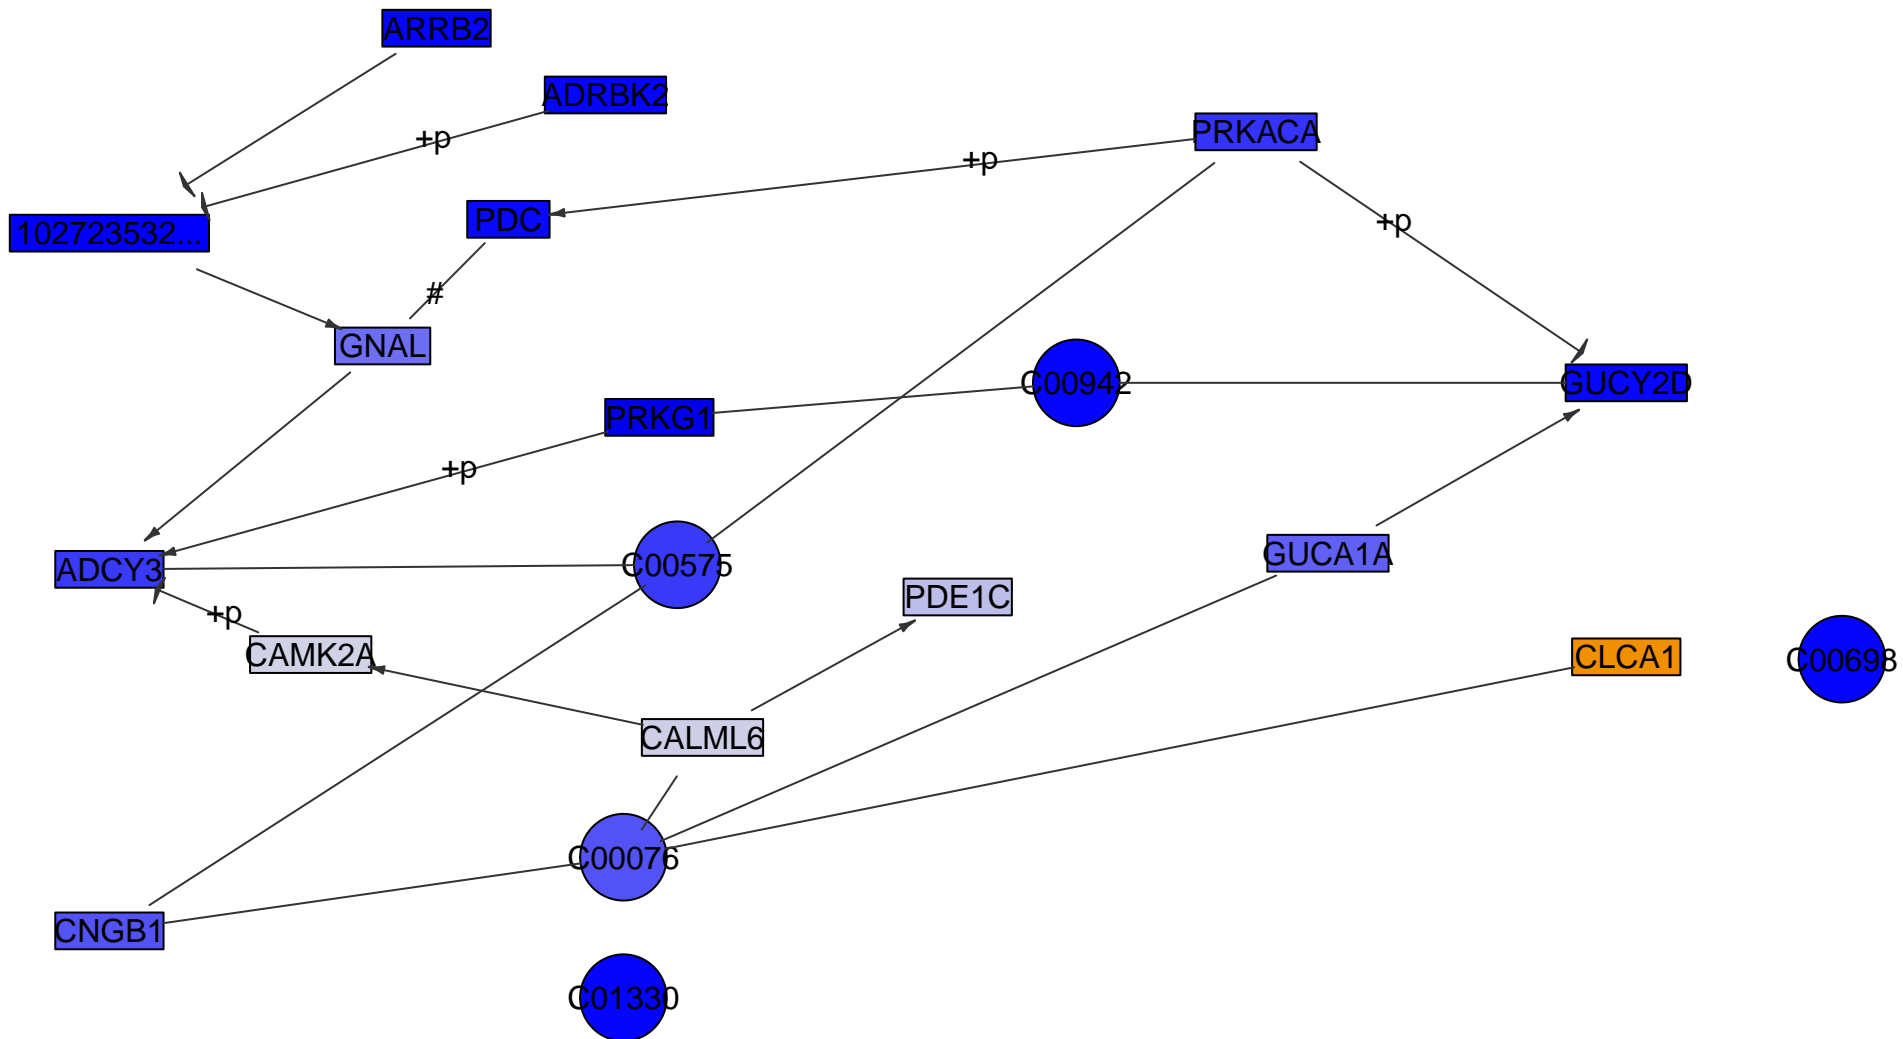 ARRB2
ADRBK2
PRKACA
+p
+p
PDC
102723532...
+p
#
GNAL
C00942
GUCY2D
PRKG1
+p
GUCA1A
C00575
ADCY3
PDE1C
+p
CAMK2A
CLCA1
C00698
CALML6
C00076
CNGB1
C01330